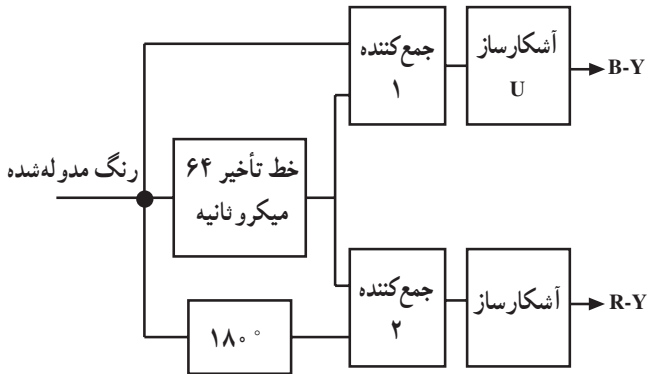 جمع‌کننده
۱
آشکارساز
U
B-Y
رنگ مدوله‌شده
خط تأخیر ۶۴
میکرو ثانیه
جمع‌کننده
۲
آشکارساز
R-Y
۱۸۰°